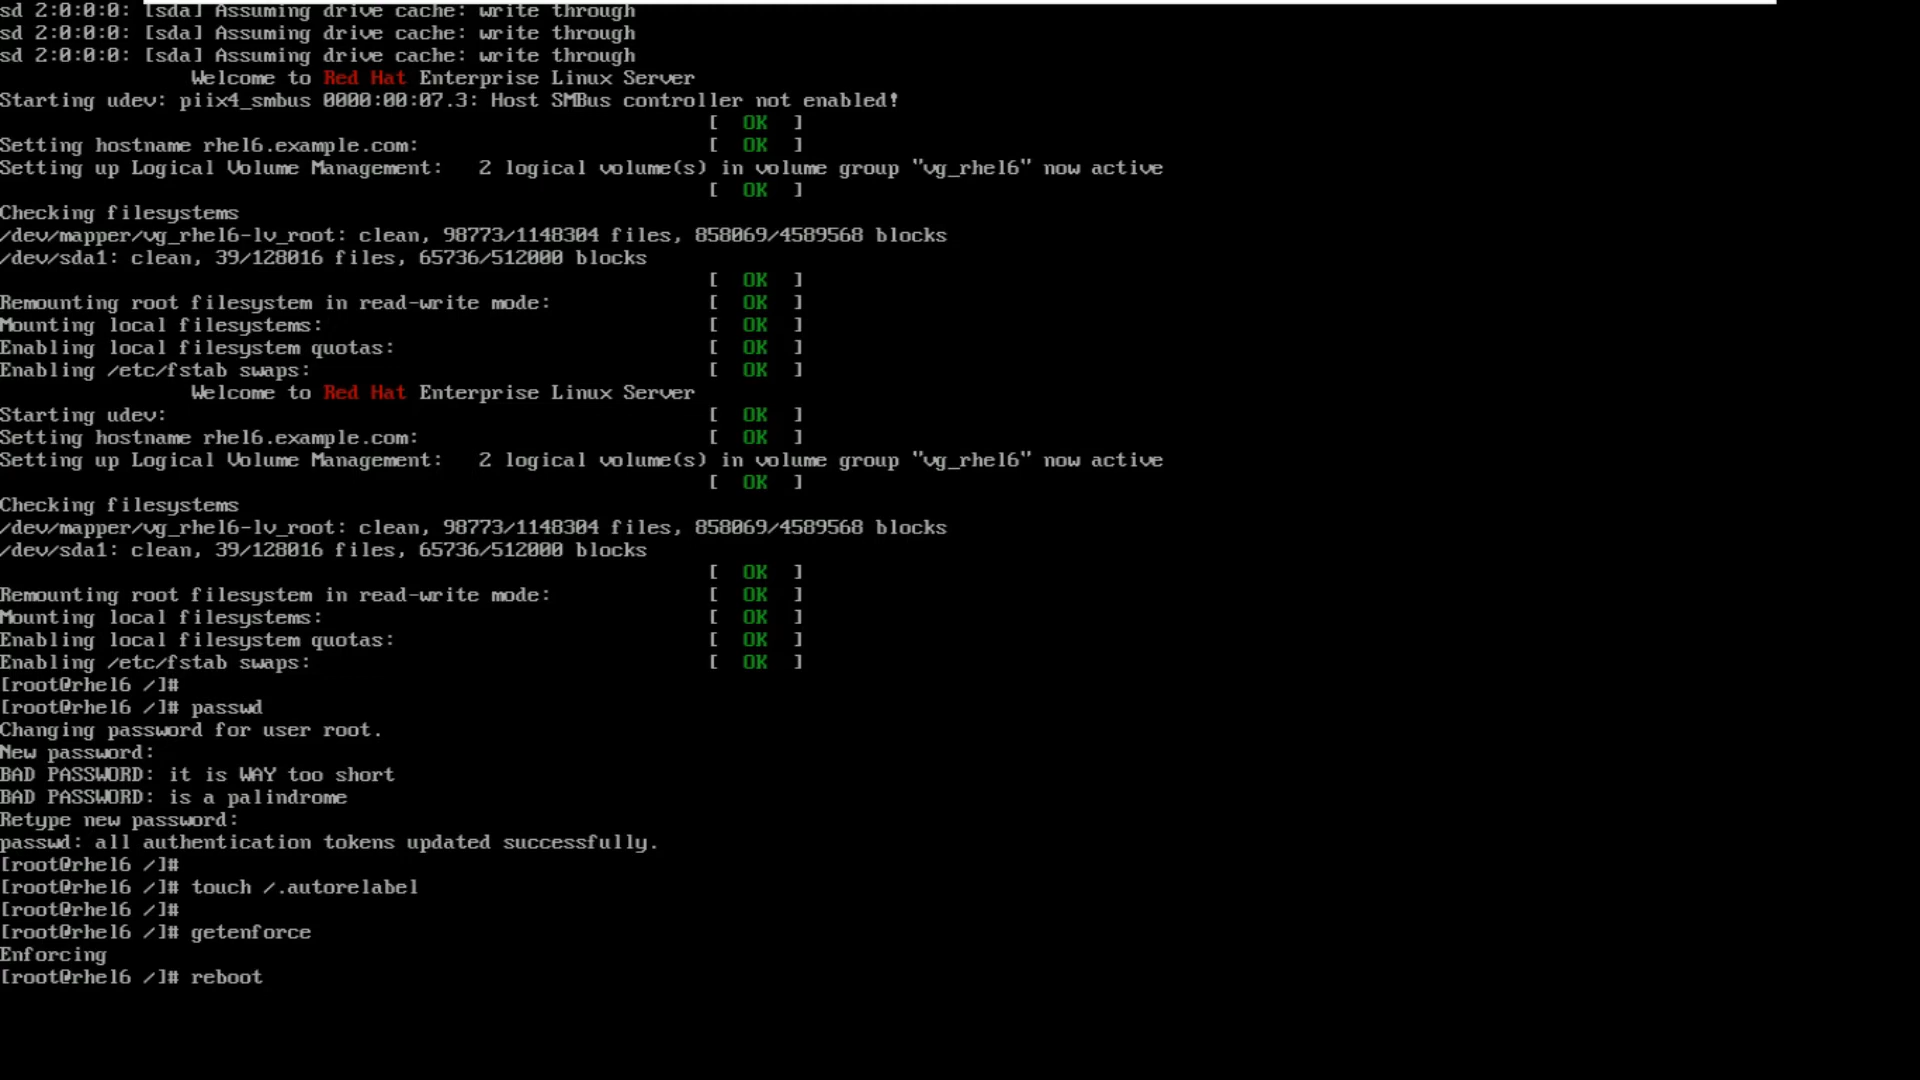 sd 2:0:0:0: [sda] Assuming drive cache: write through
sd 2:0:0:0: [sda] Assuming drive cache: write through
sd 2:0:0:0: [sda] Assuming drive cache: write through
Welcome to Red Hat Enterprise Linux Server
Starting udev: piix4_smbus 0000:00:07.3: Host SMBus controller not enabled!
[ OK ]
Setting hostname rhel6.example.com: [ OK ]
Setting up Logical Volume Management: 2 logical volume(s) in volume group "vg_rhel6" now active
[ OK ]
Checking filesystems
/dev/mapper/vg_rhel6-lv_root: clean, 98773/1148304 files, 858069/4589568 blocks
/dev/sda1: clean, 39/128016 files, 65736/512000 blocks
[ OK ]
Remounting root filesystem in read-write mode: [ OK ]
Mounting local filesystems: [ OK ]
Enabling local filesystem quotas: [ OK ]
Enabling /etc/fstab swaps: [ OK ]
Welcome to Red Hat Enterprise Linux Server
Starting udev: [ OK ]
Setting hostname rhel6.example.com: [ OK ]
Setting up Logical Volume Management: 2 logical volume(s) in volume group "vg_rhel6" now active
[ OK ]
Checking filesystems
/dev/mapper/vg_rhel6-lv_root: clean, 98773/1148304 files, 858069/4589568 blocks
/dev/sda1: clean, 39/128016 files, 65736/512000 blocks
[ OK ]
Remounting root filesystem in read-write mode: [ OK ]
Mounting local filesystems: [ OK ]
Enabling local filesystem quotas: [ OK ]
Enabling /etc/fstab swaps: [ OK ]
[root@rhel6 /]#
[root@rhel6 /]# passwd
Changing password for user root.
New password:
BAD PASSWORD: it is WAY too short
BAD PASSWORD: is a palindrome
Retype new password:
passwd: all authentication tokens updated successfully.
[root@rhel6 /]#
[root@rhel6 /]# touch /.autorelabel
[root@rhel6 /]#
[root@rhel6 /]# getenforce
Enforcing
[root@rhel6 /]# reboot